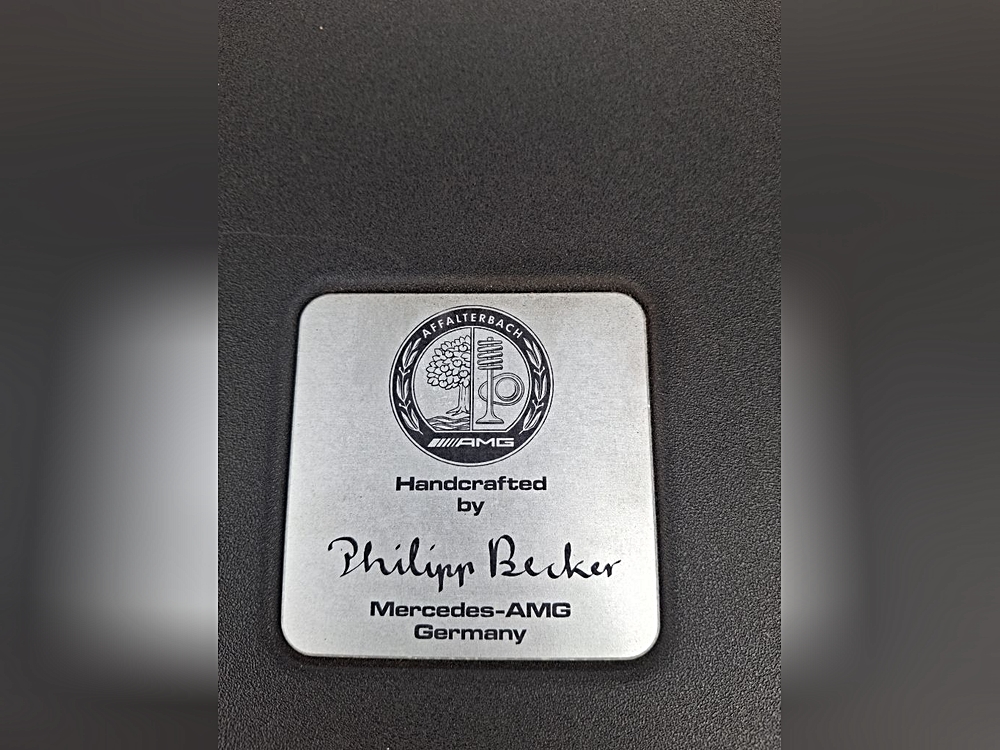 AFFALTERBACH
AMG
Handcrafted
by
Philipp Becker
Mercedes-AMG
Germany